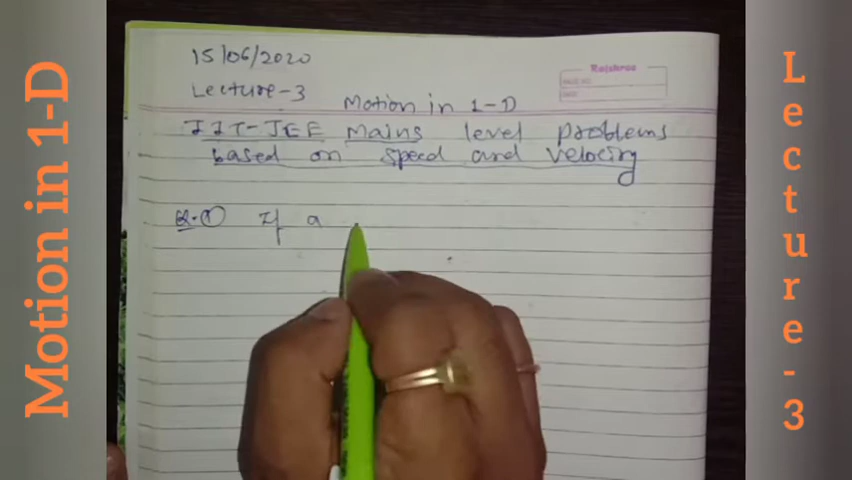 Motion in 1-D
15/06/2020
Lecture-3
Motion in 1-D
IIT-JEE Mains level problems
based on speed and velocity
Q.① If a
Rajshree
Lecture-3